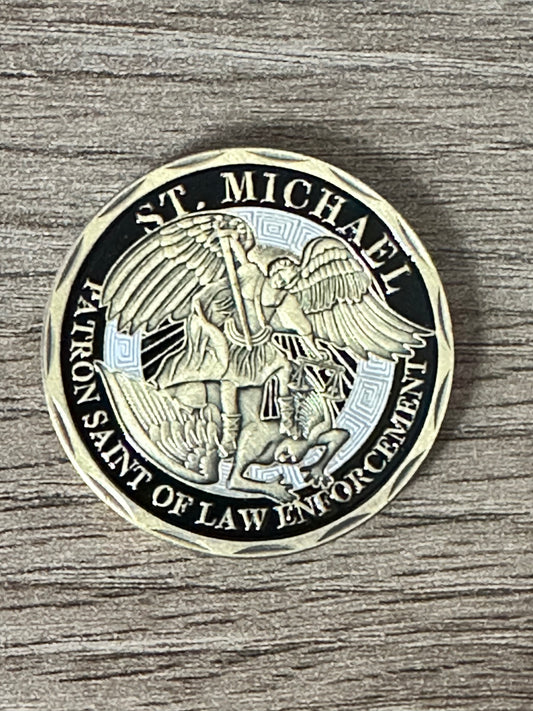 ST. MICHAEL
PATRON SAINT OF LAW ENFORCEMENT